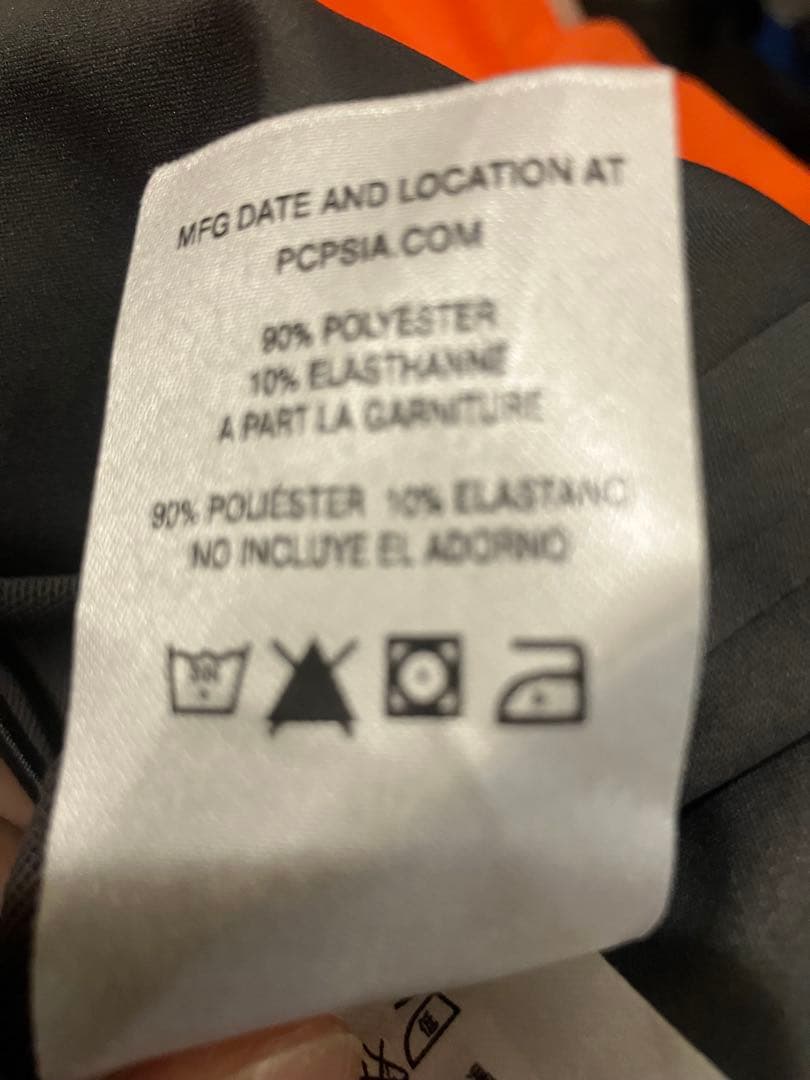 MFG DATE AND LOCATION AT
PCPSIA.COM
90% POLYESTER
10% ELASTHANNE
A PART LA GARNITURE
90% POLIÉSTER 10% ELASTANO
NO INCLUYE EL ADORNO
低